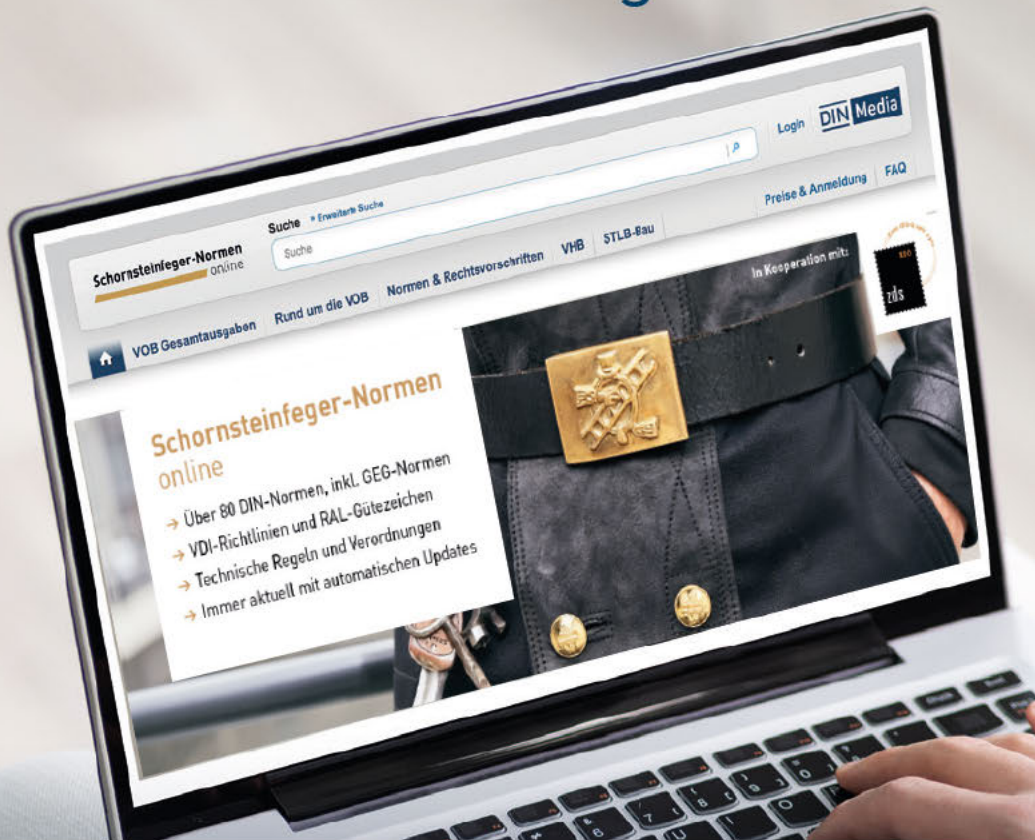 Login
DIN Media
Suche
» Erweiterte Suche
Suche
Preise & Anmeldung
FAQ
Schornsteinfeger-Normen
online
VOB Gesamtausgaben
Rund um die VOB
Normen & Rechtsvorschriften
VHB
STLB-Bau
In Kooperation mit:
zds
Schornsteinfeger-Normen
online
→ Über 80 DIN-Normen, inkl. GEG-Normen
→ VDI-Richtlinien und RAL-Gütezeichen
→ Technische Regeln und Verordnungen
→ Immer aktuell mit automatischen Updates